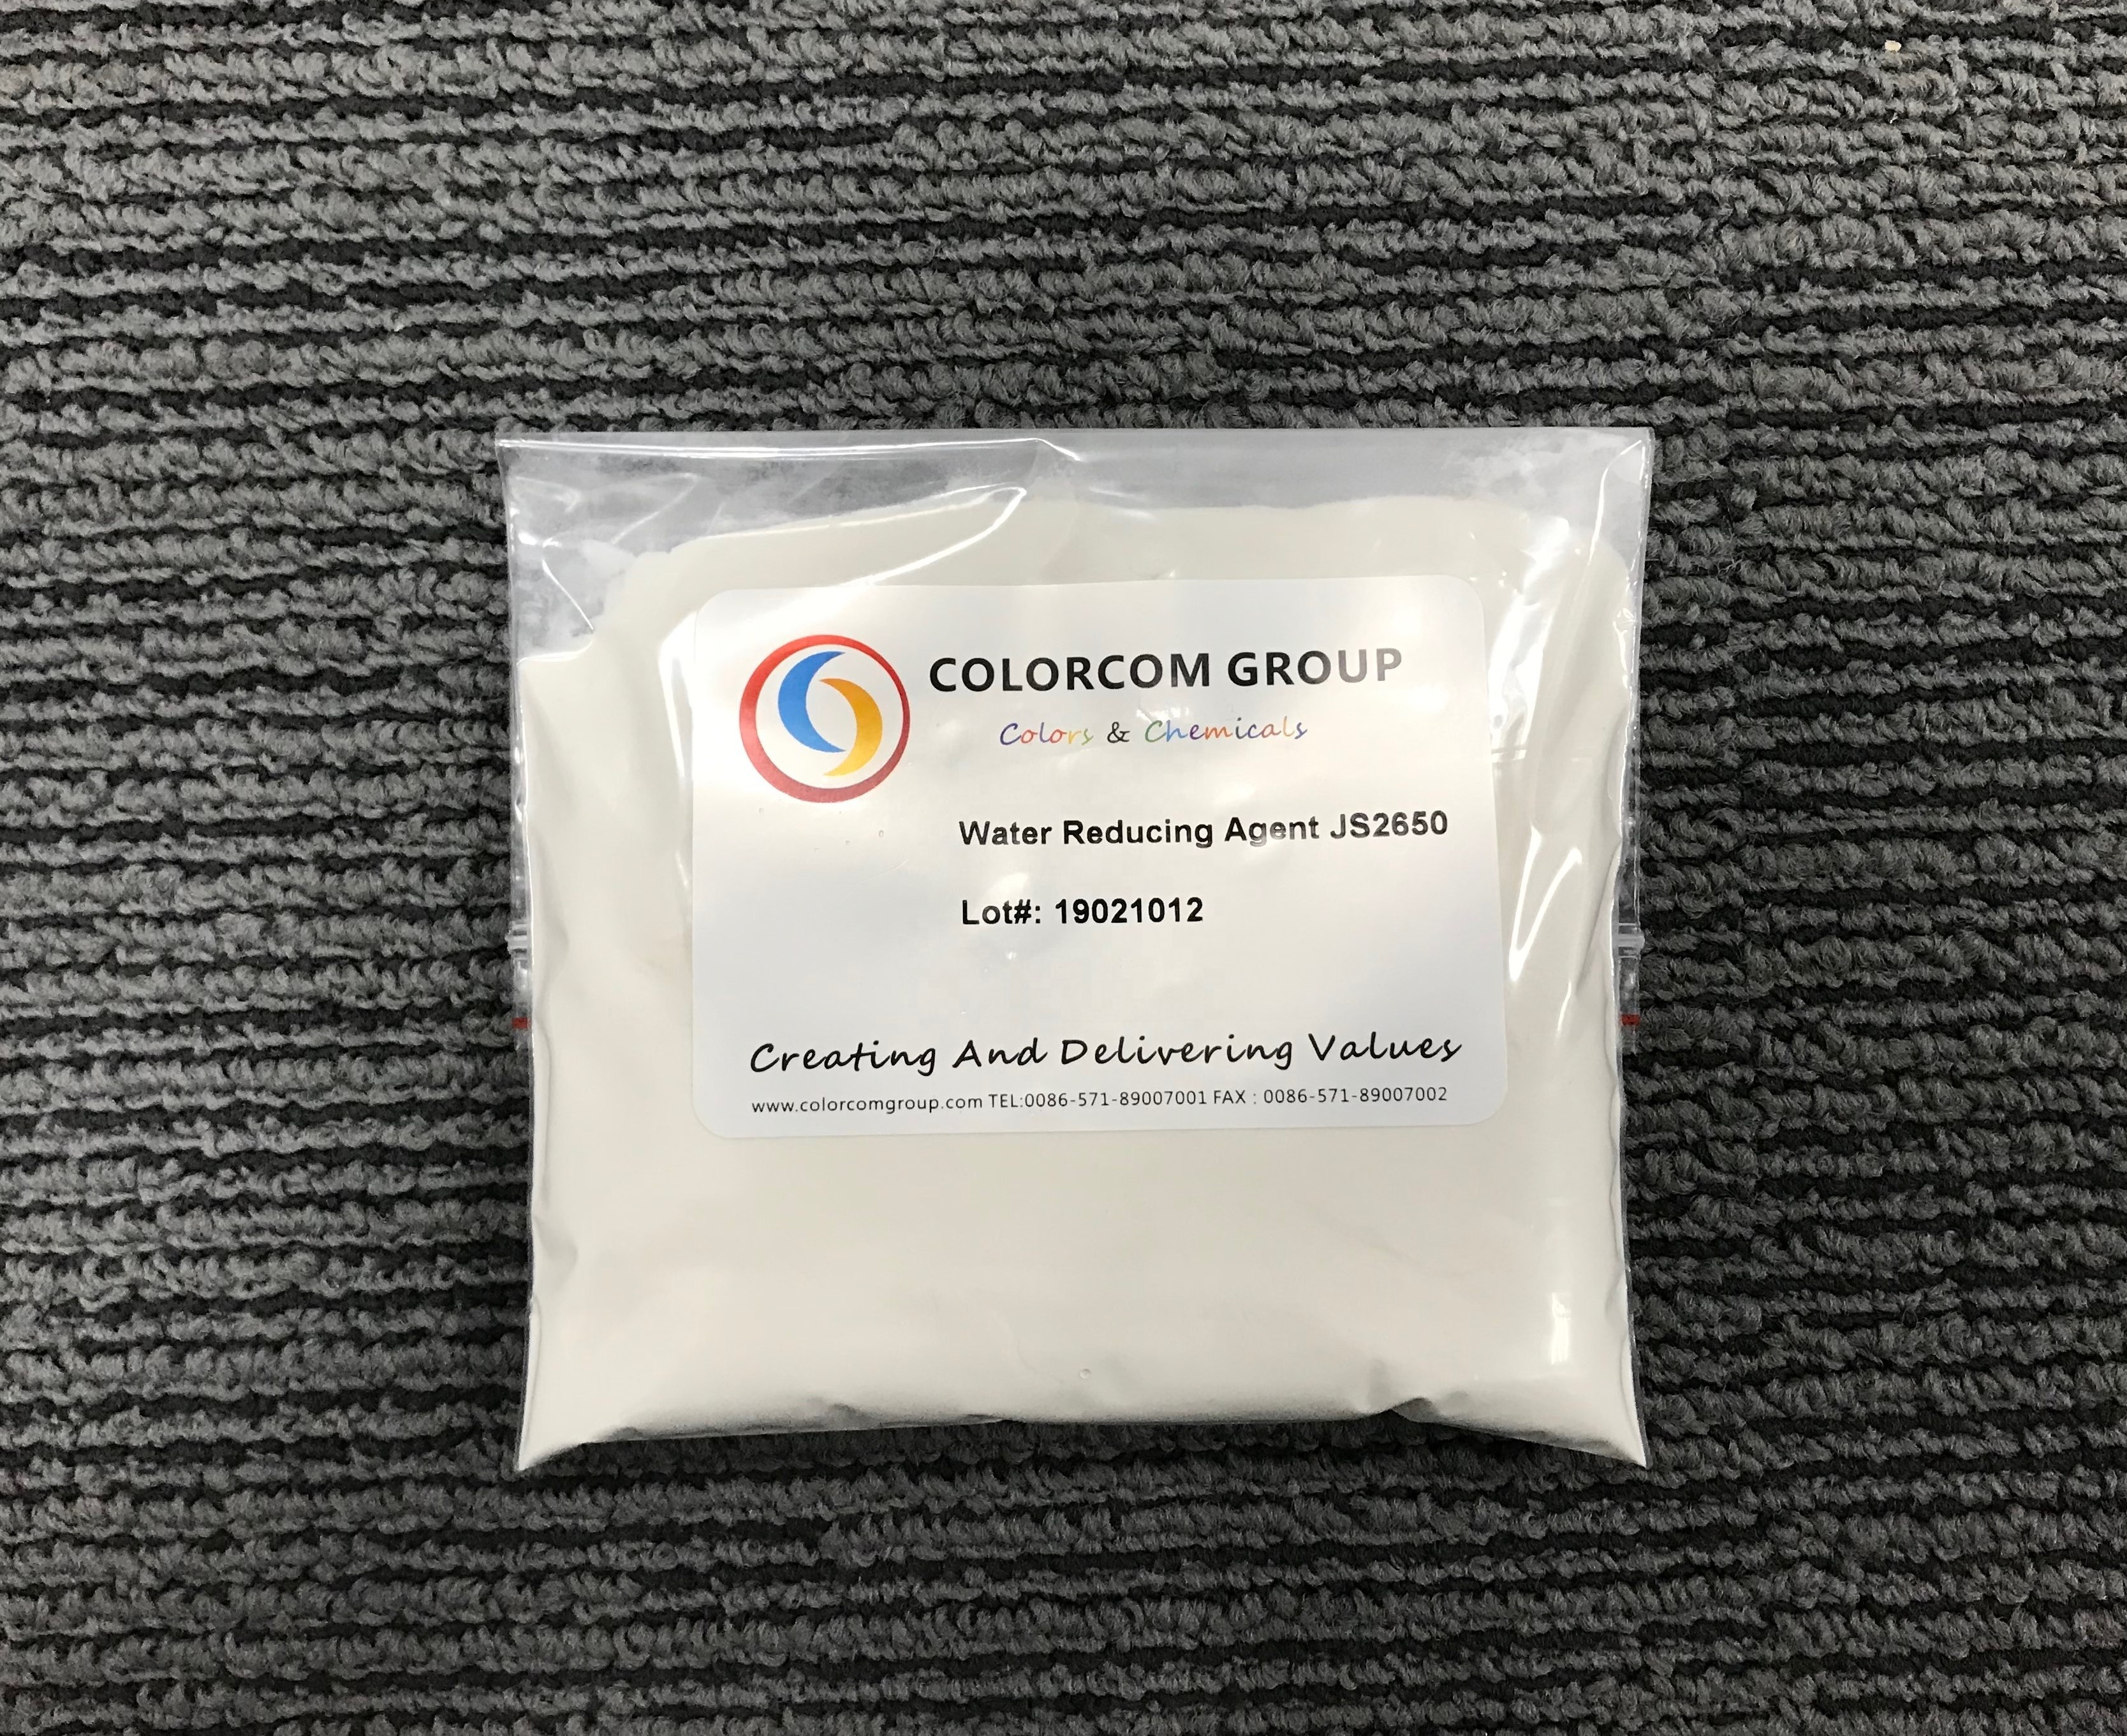 COLORCOM GROUP
Colors & Chemicals
Water Reducing Agent JS2650
Lot#: 19021012
Creating And Delivering Values
www.colorcomgroup.com TEL:0086-571-89007001 FAX : 0086-571-89007002